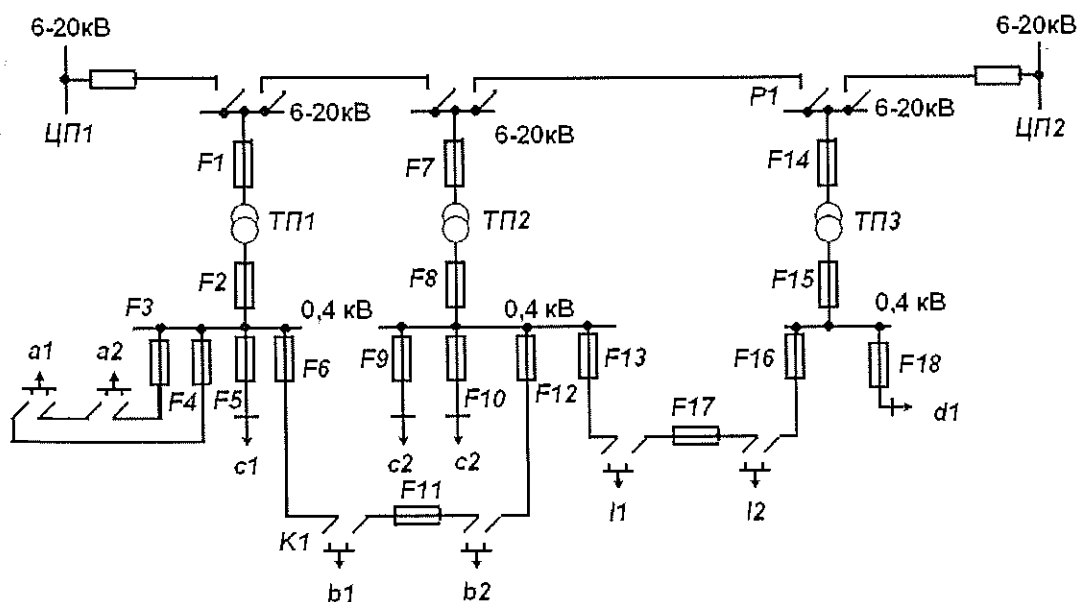 6-20кВ
6-20кВ
ЦП1
6-20кВ
6-20кВ
P1
6-20кВ
ЦП2
F1
F7
F14
ТП1
ТП2
ТП3
F2
F8
F15
F3
0,4 кВ
0,4 кВ
0,4 кВ
a1
a2
F4
F5
F6
F9
F10
F12
F13
F16
F18
F17
c1
c2
c2
d1
F11
l1
l2
K1
b1
b2